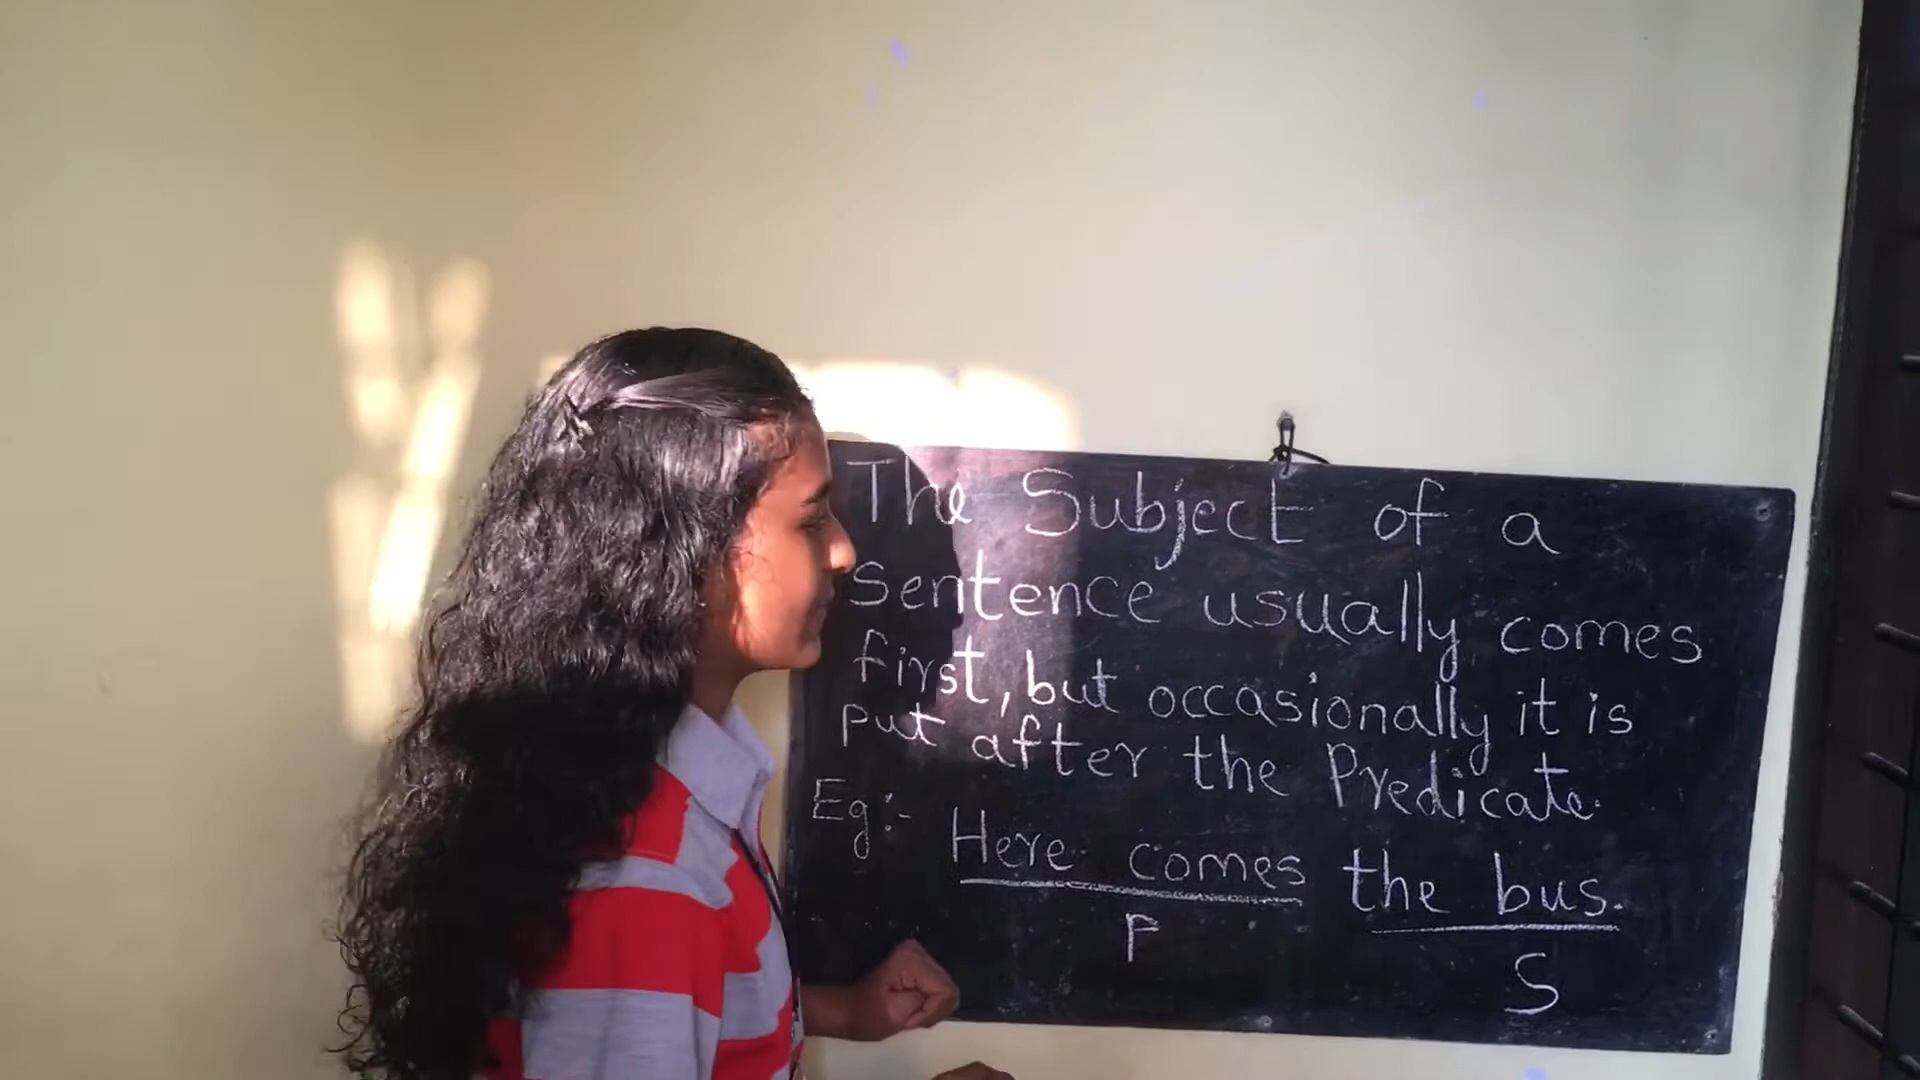 The Subject of a
sentence usually comes
first, but occasionally it is
put after the Predicate.
Eg:- Here comes the bus.
P S